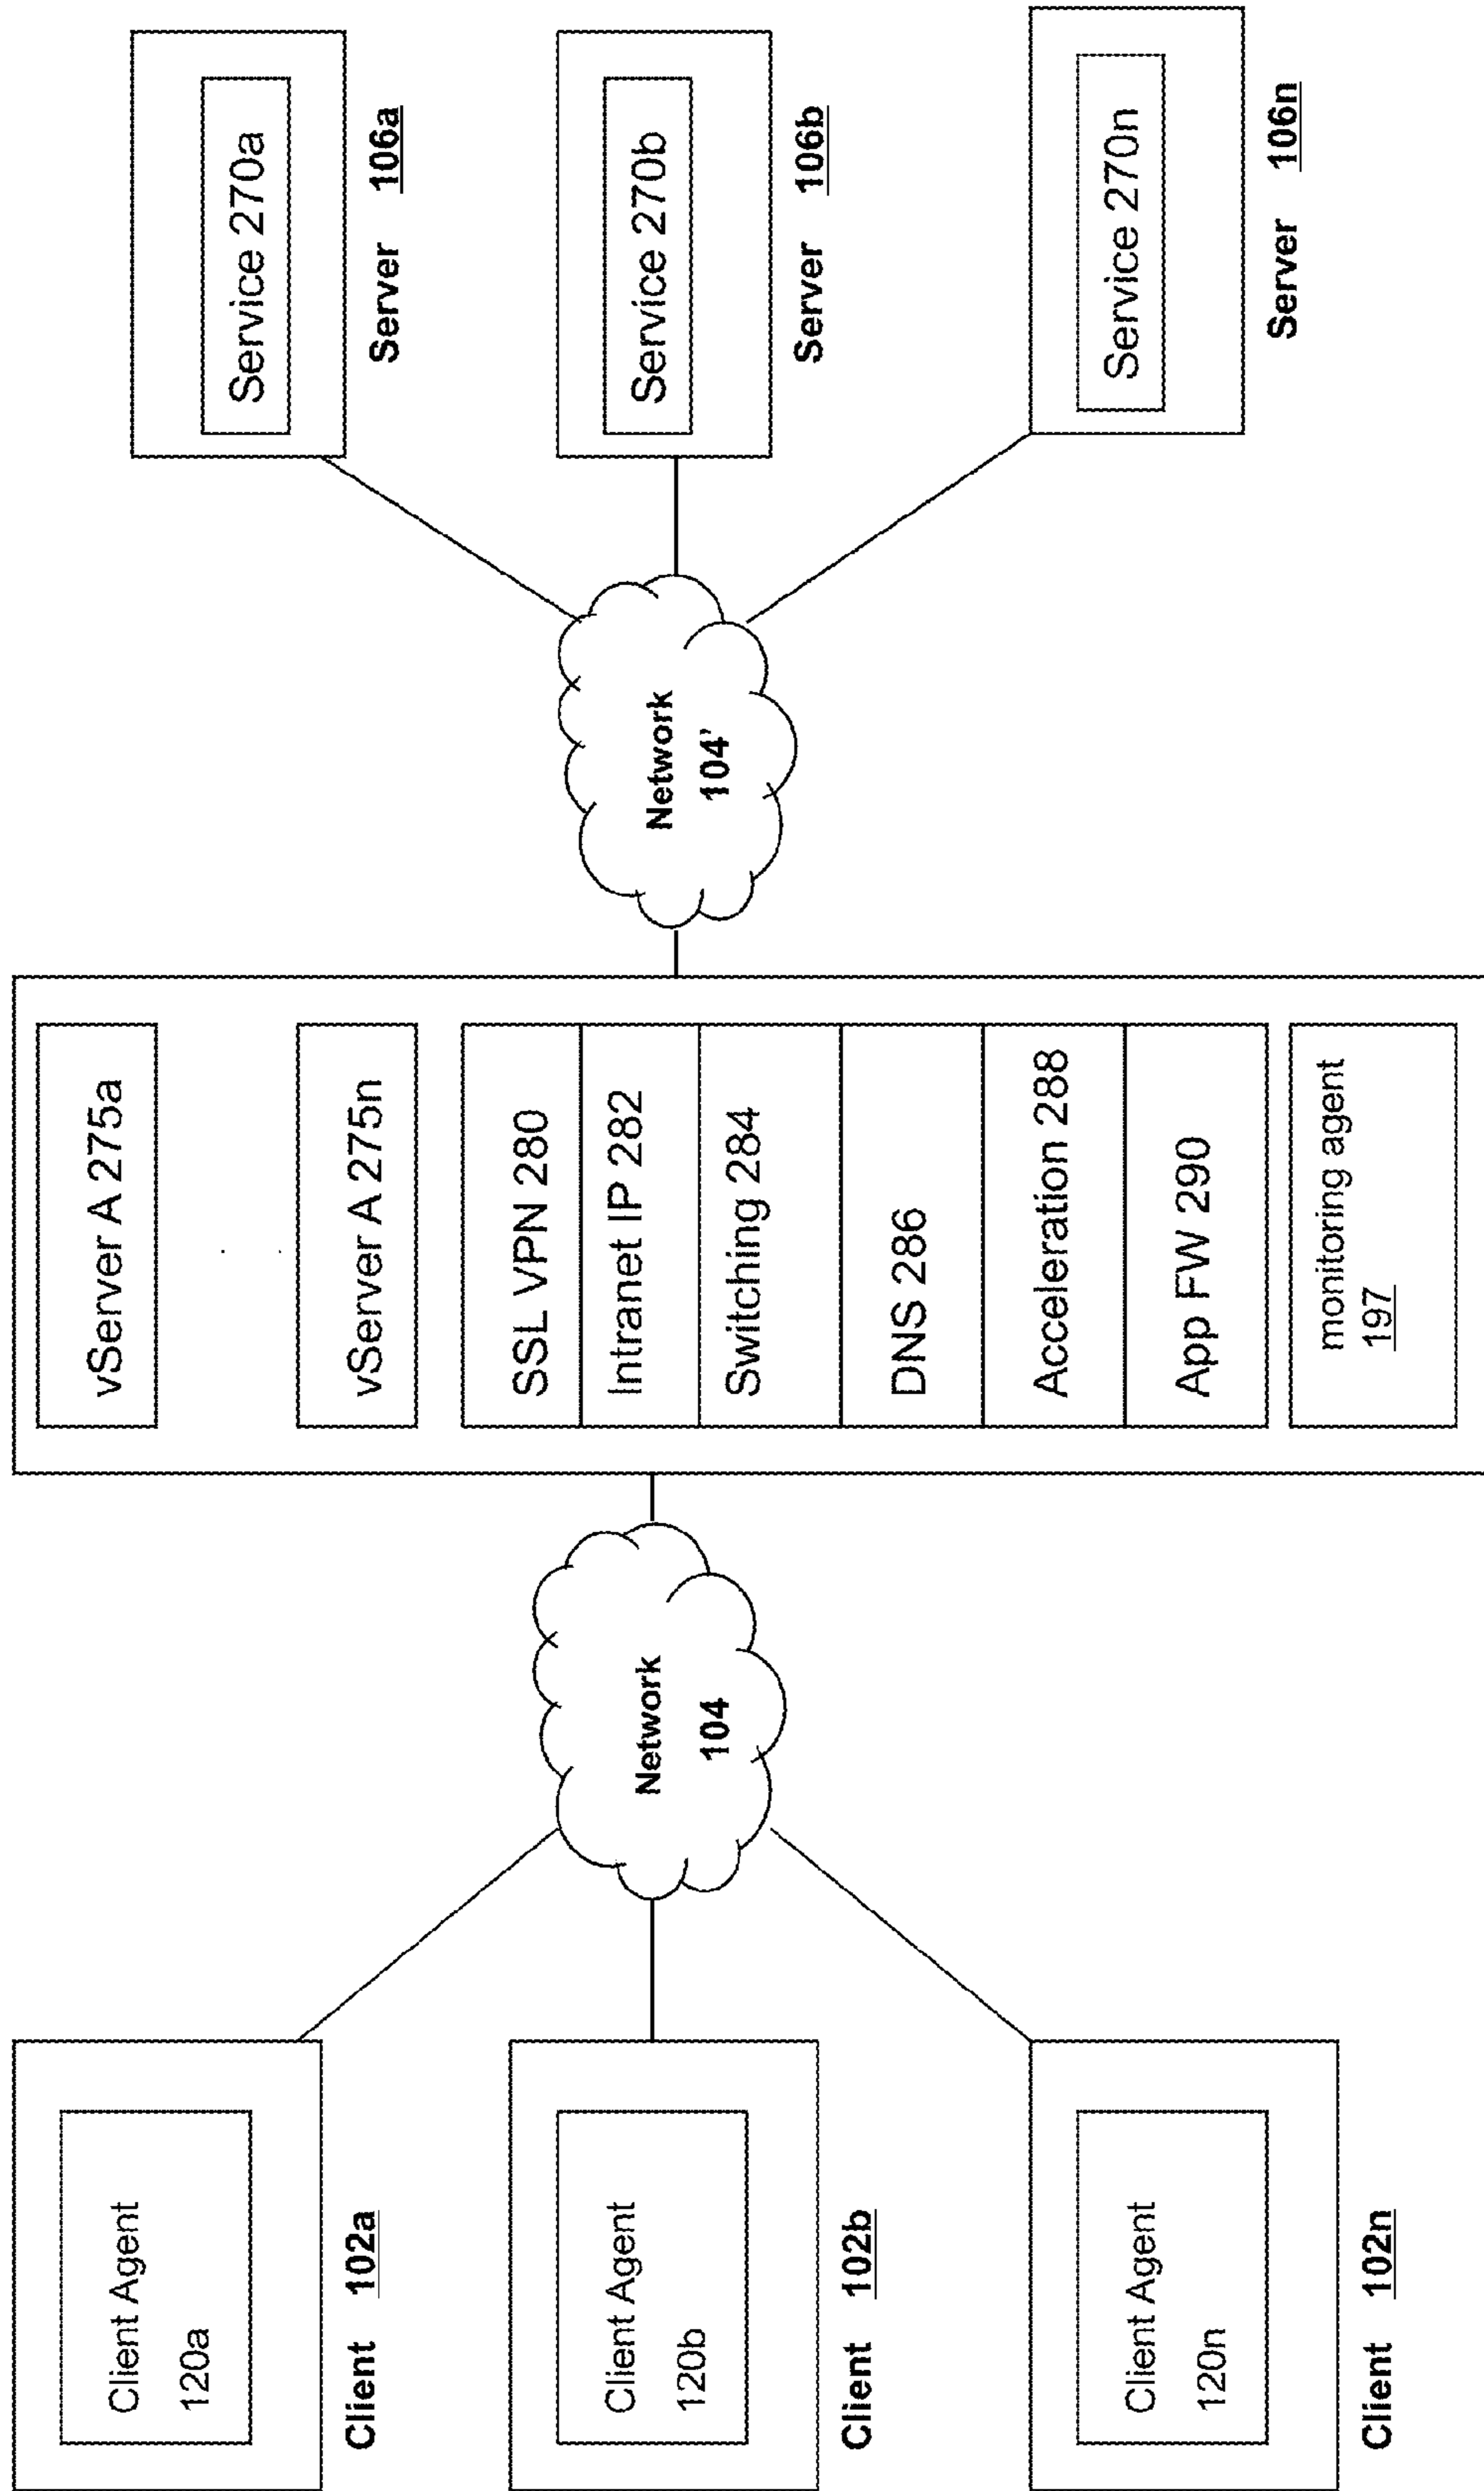 Client Agent
120a
Client 102a
Client Agent
120b
Client 102b
Client Agent
120n
Client 102n
Network
104
vServer A 275a
vServer A 275n
SSL VPN 280
Intranet IP 282
Switching 284
DNS 286
Acceleration 288
App FW 290
monitoring agent
197
Network
104'
Service 270a
Server 106a
Service 270b
Server 106b
Service 270n
Server 106n